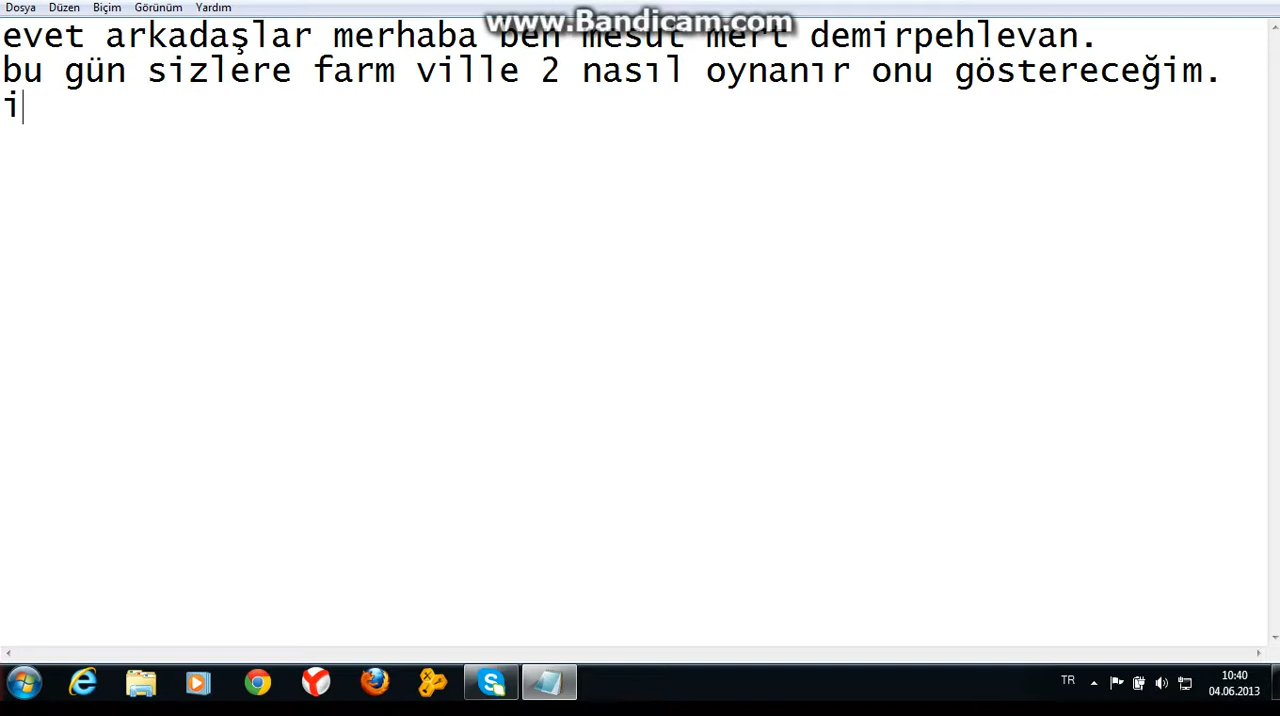 Dosya Düzen Biçim Görünüm Yardım
www.Bandicam.com
evet arkadaşlar merhaba ben mesut mert demirpehlevan.
bu gün sizlere farm ville 2 nasıl oynanır onu göstereceğim.
i
TR
10:40
04.06.2013